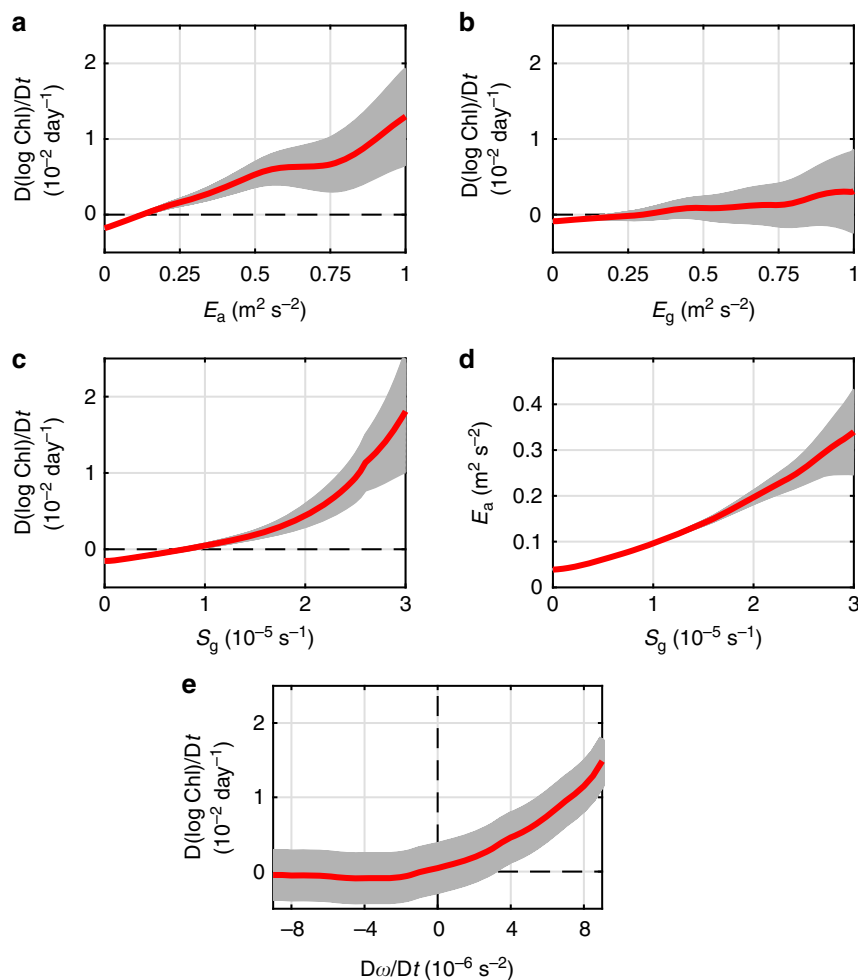 a
D(log Chl)/Dt
(10⁻² day⁻¹)
2
1
0
0
0.25
0.5
0.75
1
Eₐ (m² s⁻²)
b
D(log Chl)/Dt
(10⁻² day⁻¹)
2
1
0
0
0.25
0.5
0.75
1
E_g (m² s⁻²)
c
D(log Chl)/Dt
(10⁻² day⁻¹)
2
1
0
0
1
2
3
S_g (10⁻⁵ s⁻¹)
d
Eₐ (m² s⁻²)
0.4
0.3
0.2
0.1
0
0
1
2
3
S_g (10⁻⁵ s⁻¹)
e
D(log Chl)/Dt
(10⁻² day⁻¹)
2
1
0
−8
−4
0
4
8
Dω/Dt (10⁻⁶ s⁻²)